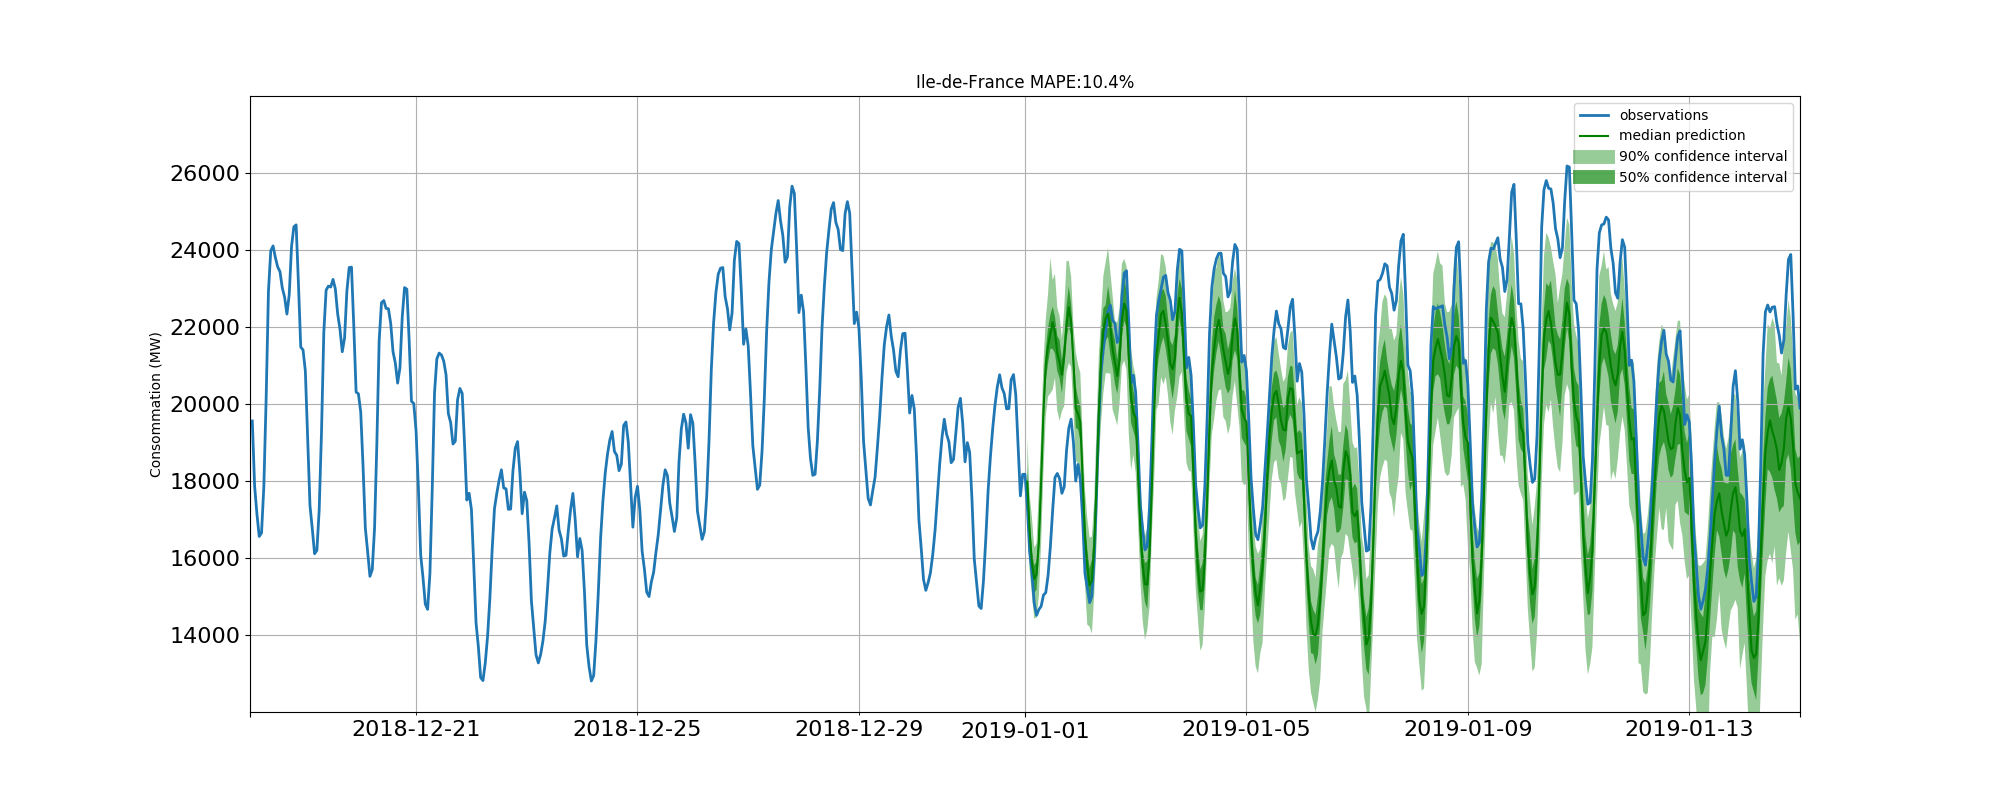 Ile-de-France MAPE:10.4%
observations
median prediction
90% confidence interval
50% confidence interval
Consommation (MW)
26000
24000
22000
20000
18000
16000
14000
2018-12-21 2018-12-25 2018-12-29 2019-01-01 2019-01-05 2019-01-09 2019-01-13